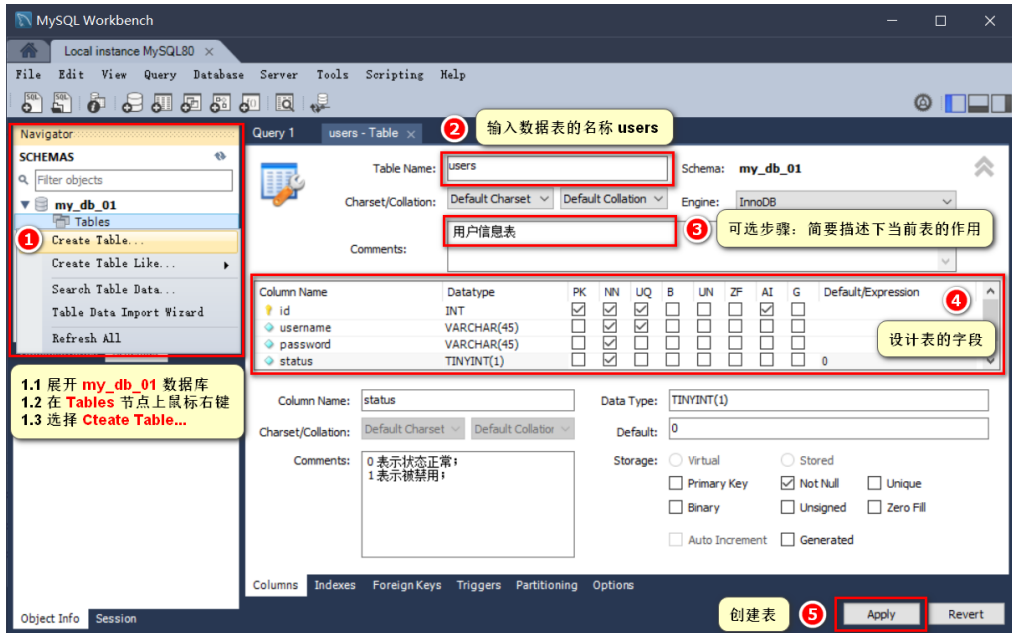 MySQL Workbench
Local instance MySQL80
File Edit View Query Database Server Tools Scripting Help
Navigator
SCHEMAS
Filter objects
my_db_01
Tables
1
Create Table...
Create Table Like...
Search Table Data...
Table Data Import Wizard
Refresh All
1.1 展开 my_db_01 数据库
1.2 在 Tables 节点上鼠标右键
1.3 选择 Cteate Table...
Object Info Session
Query 1 users - Table
2 输入数据表的名称 users
Table Name: users Schema: my_db_01
Charset/Collation: Default Charset Default Collation Engine: InnoDB
Comments: 用户信息表
3 可选步骤：简要描述下当前表的作用
Column Name Datatype PK NN UQ B UN ZF AI G Default/Expression
id INT
username VARCHAR(45)
password VARCHAR(45)
status TINYINT(1) 0
4
设计表的字段
Column Name: status Data Type: TINYINT(1)
Charset/Collation: Default Charset Default Collatior Default: 0
Comments: 0 表示状态正常；
1 表示被禁用；
Storage: Virtual Stored
Primary Key Not Null Unique
Binary Unsigned Zero Fill
Auto Increment Generated
Columns Indexes Foreign Keys Triggers Partitioning Options
创建表 5 Apply Revert